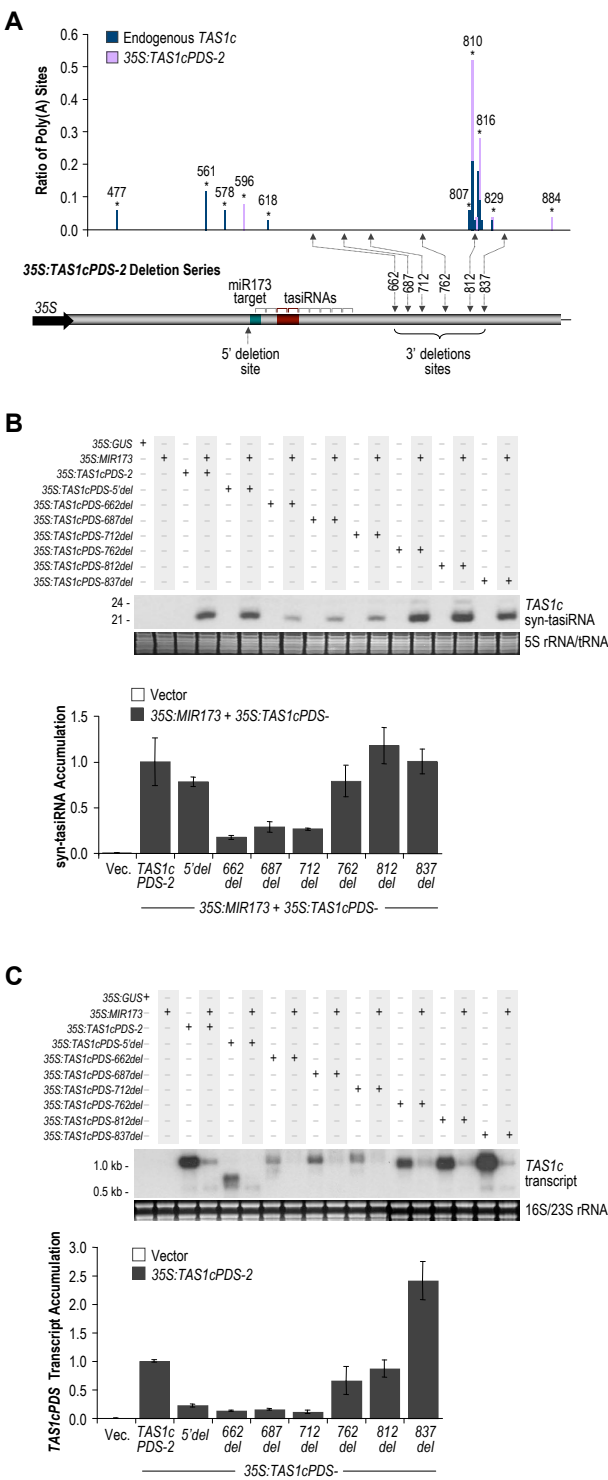 A
Endogenous TAS1c
35S:TAS1cPDS-2
Ratio of Poly(A) Sites
0.6
0.5
0.4
0.3
0.2
0.1
0.0
477
*
561
*
578
*
596
*
618
*
807
*
810
*
816
*
829
*
884
*
35S:TAS1cPDS-2 Deletion Series
662
687
712
762
812
837
35S
miR173
target
tasiRNAs
5' deletion
site
3' deletions
sites
B
35S:GUS + – – – – – – – – – – – – – – – – –
35S:MIR173 – + – + – + – + – + – + – + – + – +
35S:TAS1cPDS-2 – – + + – – – – – – – – – – – – – –
35S:TAS1cPDS-5'del – – – – + + – – – – – – – – – – – –
35S:TAS1cPDS-662del – – – – – – + + – – – – – – – – – –
35S:TAS1cPDS-687del – – – – – – – – + + – – – – – – – –
35S:TAS1cPDS-712del – – – – – – – – – – + + – – – – – –
35S:TAS1cPDS-762del – – – – – – – – – – – – + + – – – –
35S:TAS1cPDS-812del – – – – – – – – – – – – – – + + – –
35S:TAS1cPDS-837del – – – – – – – – – – – – – – – – + +
24 -
21 -
TAS1c
syn-tasiRNA
5S rRNA/tRNA
Vector
35S:MIR173 + 35S:TAS1cPDS-
syn-tasiRNA Accumulation
1.5
1.0
0.5
0.0
Vec. TAS1c PDS-2 5'del 662 del 687 del 712 del 762 del 812 del 837 del
35S:MIR173 + 35S:TAS1cPDS-
C
35S:GUS + – – – – – – – – – – – – – – – – –
35S:MIR173 – + – + – + – + – + – + – + – + – +
35S:TAS1cPDS-2 – – + + – – – – – – – – – – – – – –
35S:TAS1cPDS-5'del – – – – + + – – – – – – – – – – – –
35S:TAS1cPDS-662del – – – – – – + + – – – – – – – – – –
35S:TAS1cPDS-687del – – – – – – – – + + – – – – – – – –
35S:TAS1cPDS-712del – – – – – – – – – – + + – – – – – –
35S:TAS1cPDS-762del – – – – – – – – – – – – + + – – – –
35S:TAS1cPDS-812del – – – – – – – – – – – – – – + + – –
35S:TAS1cPDS-837del – – – – – – – – – – – – – – – – + +
1.0 kb -
0.5 kb -
TAS1c
transcript
16S/23S rRNA
Vector
35S:TAS1cPDS-2
TAS1cPDS Transcript Accumulation
3.0
2.5
2.0
1.5
1.0
0.5
0.0
Vec. TAS1c PDS-2 5'del 662 del 687 del 712 del 762 del 812 del 837 del
35S:TAS1cPDS-